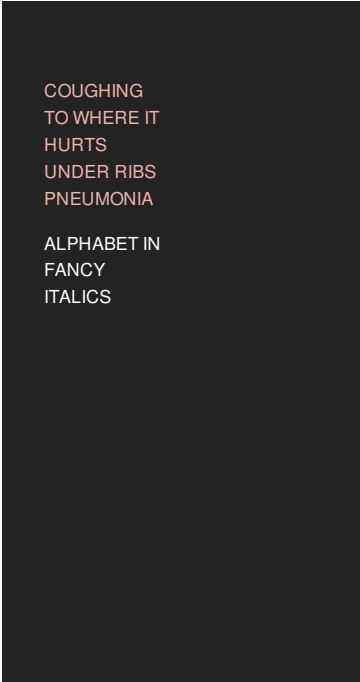 COUGHING
TO WHERE IT
HURTS
UNDER RIBS
PNEUMONIA
ALPHABET IN
FANCY
ITALICS